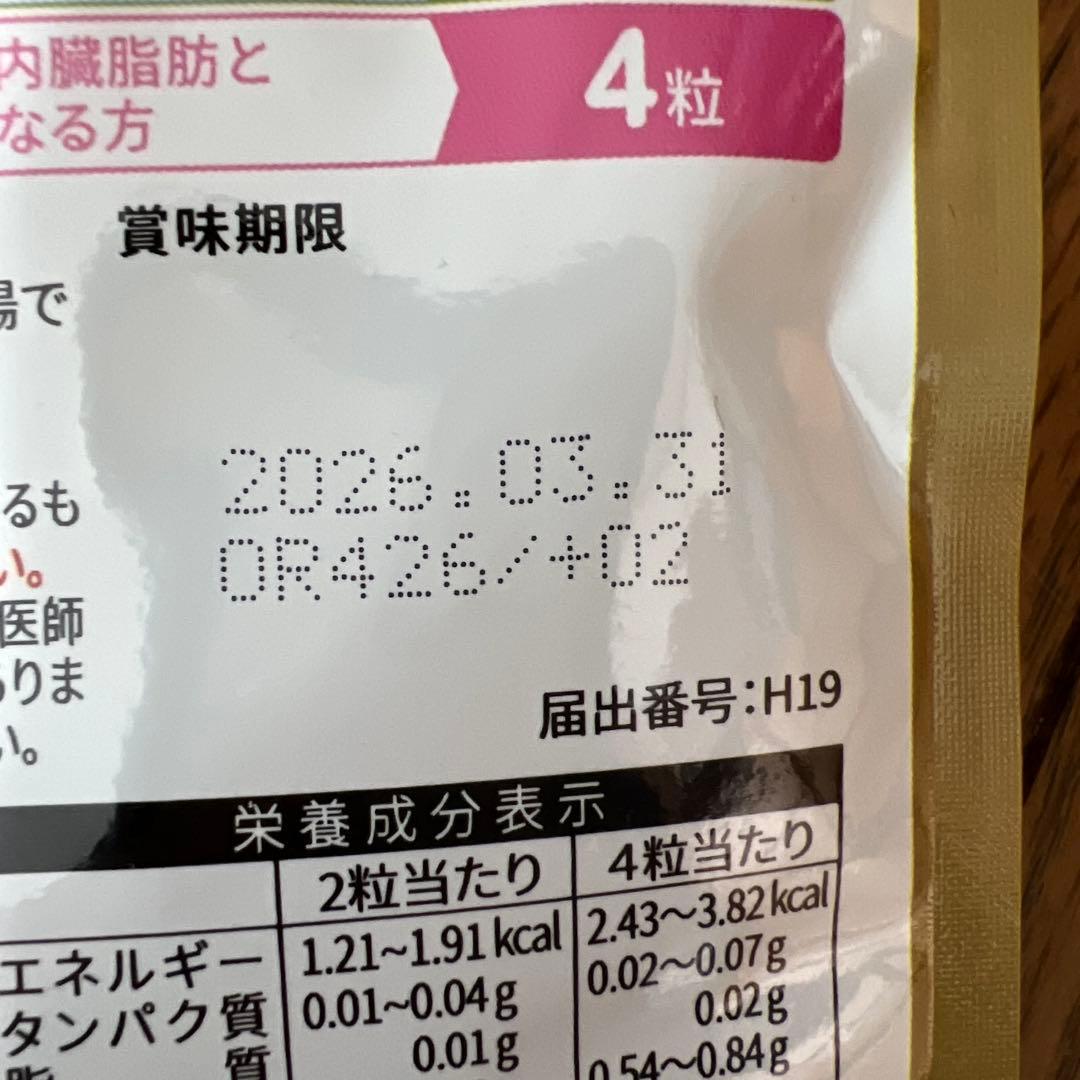 内臓脂肪と
なる方
4粒
賞味期限
場で
2026.03.31
OR426/+02
るも
い。
医師
ありま
い。
届出番号:H19
栄養成分表示
2粒当たり 4粒当たり
エネルギー 1.21~1.91kcal 2.43~3.82kcal
タンパク質 0.01~0.04g 0.02~0.07g
脂 質 0.01g 0.02g
0.54~0.84g